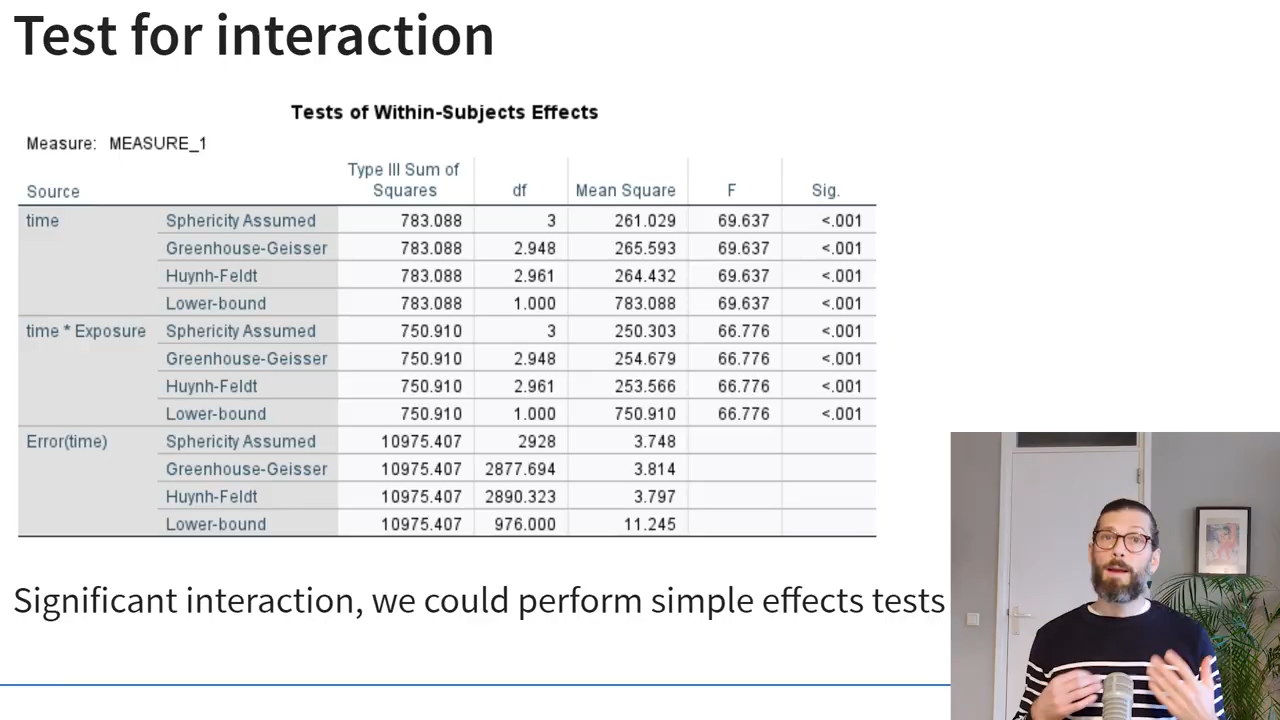 Test for interaction
Tests of Within-Subjects Effects
Measure: MEASURE_1
Source Type III Sum of Squares df Mean Square F Sig.
time Sphericity Assumed 783.088 3 261.029 69.637 <.001
Greenhouse-Geisser 783.088 2.948 265.593 69.637 <.001
Huynh-Feldt 783.088 2.961 264.432 69.637 <.001
Lower-bound 783.088 1.000 783.088 69.637 <.001
time * Exposure Sphericity Assumed 750.910 3 250.303 66.776 <.001
Greenhouse-Geisser 750.910 2.948 254.679 66.776 <.001
Huynh-Feldt 750.910 2.961 253.566 66.776 <.001
Lower-bound 750.910 1.000 750.910 66.776 <.001
Error(time) Sphericity Assumed 10975.407 2928 3.748
Greenhouse-Geisser 10975.407 2877.694 3.814
Huynh-Feldt 10975.407 2890.323 3.797
Lower-bound 10975.407 976.000 11.245
Significant interaction, we could perform simple effects tests